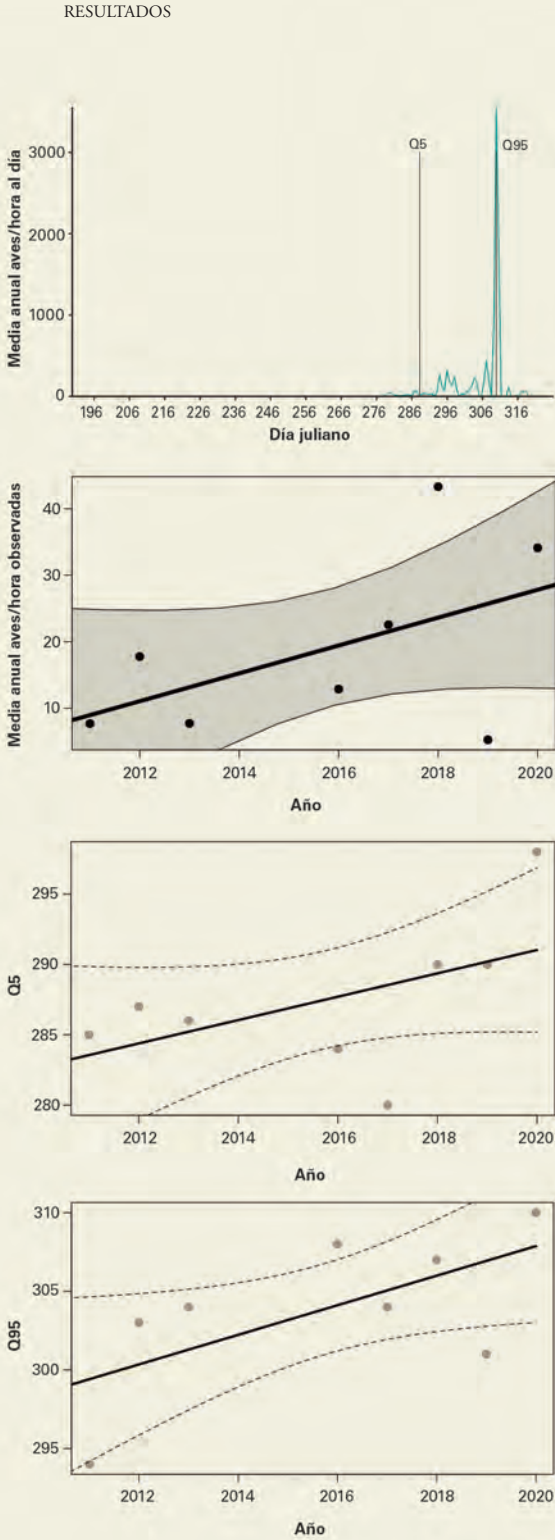 RESULTADOS
Media anual aves/hora al día
3000
2000
1000
0
Q5
Q95
196 206 216 226 236 246 256 266 276 286 296 306 316
Día juliano
Media anual aves/hora observadas
40
30
20
10
2012 2014 2016 2018 2020
Año
Q5
295
290
285
280
2012 2014 2016 2018 2020
Año
Q95
310
305
300
295
2012 2014 2016 2018 2020
Año